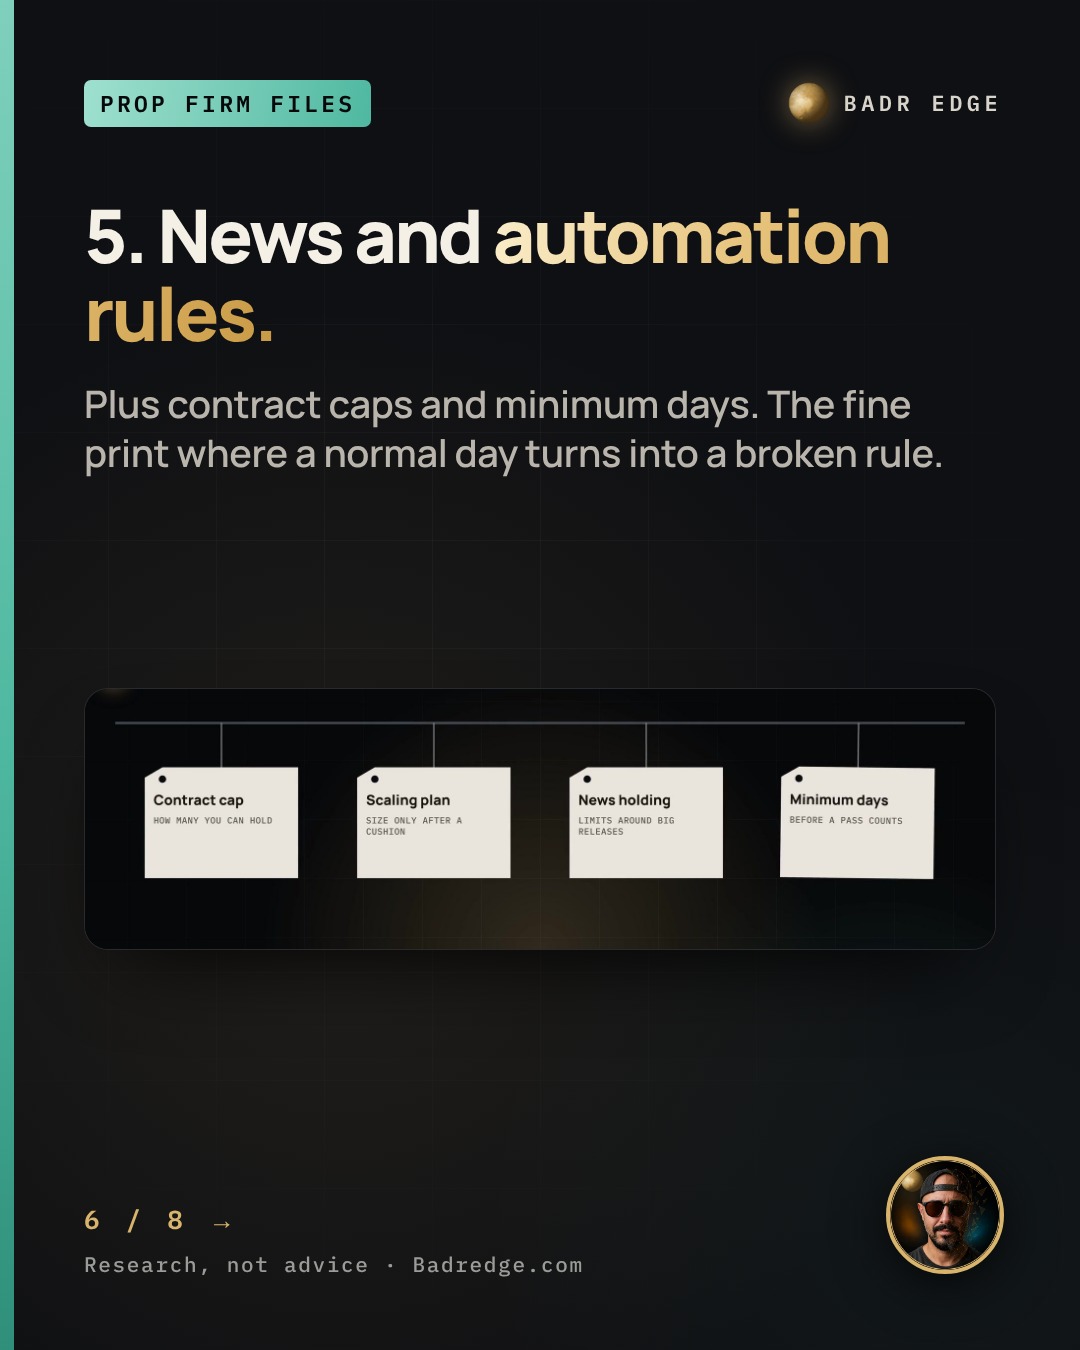 PROP FIRM FILES
BADR EDGE
5. News and automation
rules.
Plus contract caps and minimum days. The fine
print where a normal day turns into a broken rule.
Contract cap
HOW MANY YOU CAN HOLD
Scaling plan
SIZE ONLY AFTER A
CUSHION
News holding
LIMITS AROUND BIG
RELEASES
Minimum days
BEFORE A PASS COUNTS
6 / 8 →
Research, not advice · Badredge.com